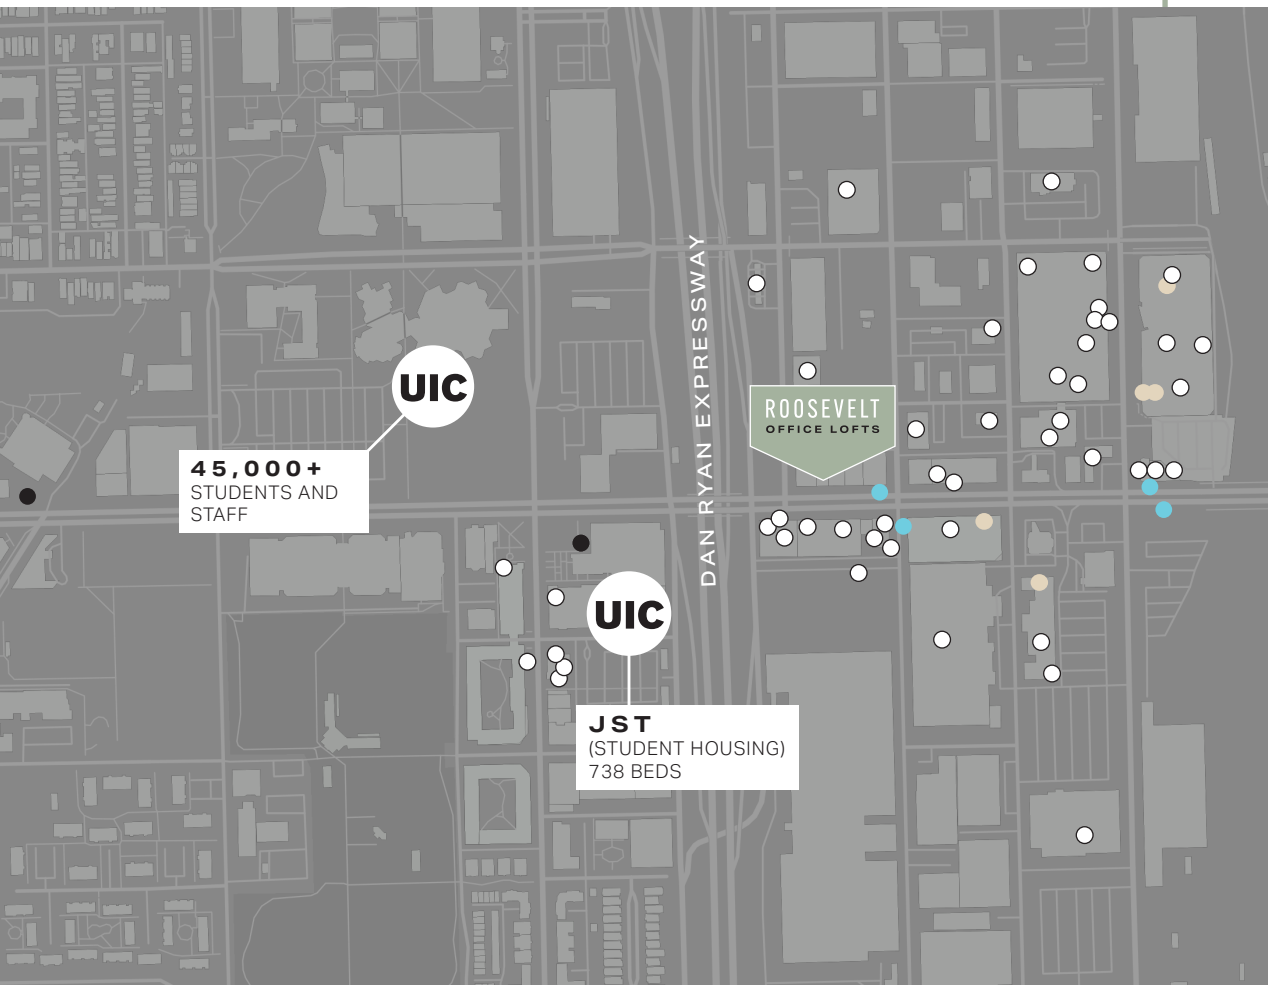 DAN RYAN EXPRESSWAY
UIC
ROOSEVELT
OFFICE LOFTS
45,000+
STUDENTS AND
STAFF
UIC
JST
(STUDENT HOUSING)
738 BEDS